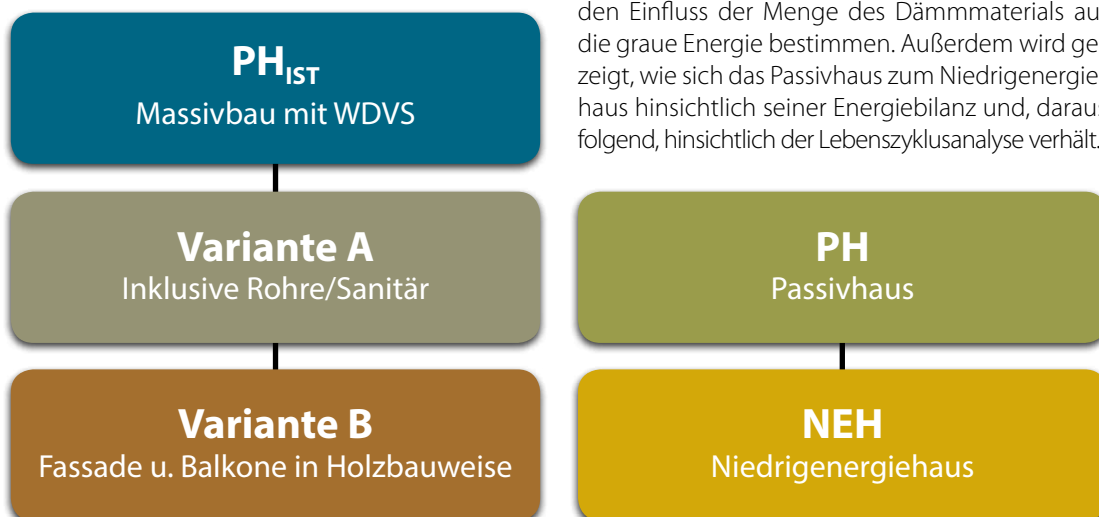 PH_IST
Massivbau mit WDVS
Variante A
Inklusive Rohre/Sanitär
Variante B
Fassade u. Balkone in Holzbauweise
den Einfluss der Menge des Dämmmaterials au
die graue Energie bestimmen. Außerdem wird ge
zeigt, wie sich das Passivhaus zum Niedrigenergie
haus hinsichtlich seiner Energiebilanz und, daraus
folgend, hinsichtlich der Lebenszyklusanalyse verhält.
PH
Passivhaus
NEH
Niedrigenergiehaus